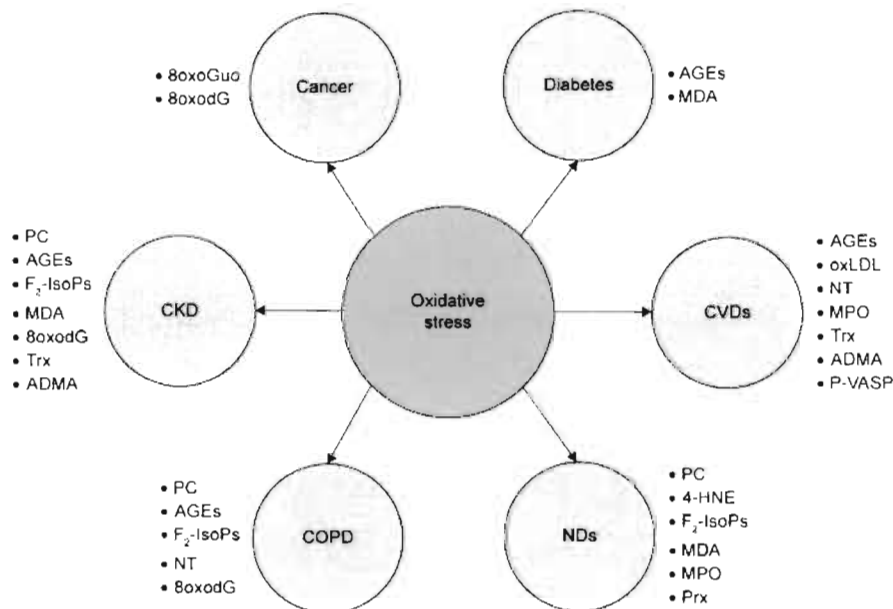 • 8oxoGuo
• 8oxodG
Cancer
Diabetes
• AGEs
• MDA
• PC
• AGEs
• F₂-IsoPs
• MDA
• 8oxodG
• Trx
• ADMA
CKD
Oxidative
stress
CVDs
• AGEs
• oxLDL
• NT
• MPO
• Trx
• ADMA
• P-VASP
• PC
• AGEs
• F₂-IsoPs
• NT
• 8oxodG
COPD
NDs
• PC
• 4-HNE
• F₂-IsoPs
• MDA
• MPO
• Prx